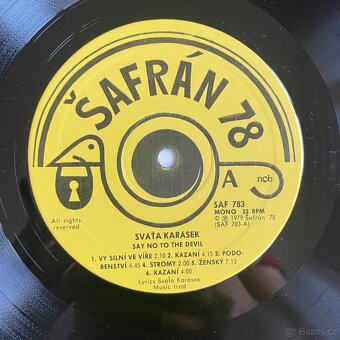 ŠAFRÁN 78
A
ncb
All rights
reserved
SAF 783
MONO 33 RPM
© ℗ 1979 Šafrán '78
(SAF 783-A)
SVAŤA KARÁSEK
SAY NO TO THE DEVIL
1. VY SILNÍ VE VÍŘE 2.10 2. KAZANÍ 4.15 3. PODO-
BENSTVÍ 4.45 4. STROMY 2.00 5. ŽENSKÝ 7.12
6. KAZANÍ 4.00
Lyrics Svaťa Karásek
Music trad
bazos.cz